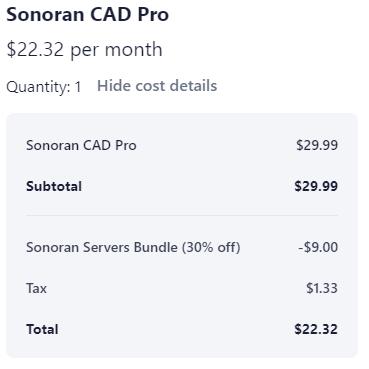 Sonoran CAD Pro
$22.32 per month
Quantity: 1 Hide cost details
Sonoran CAD Pro $29.99
Subtotal $29.99
Sonoran Servers Bundle (30% off) -$9.00
Tax $1.33
Total $22.32